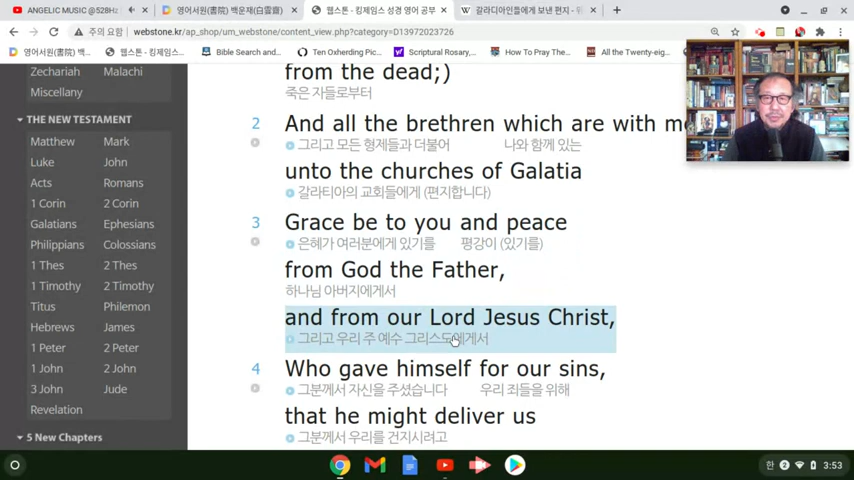 ANGELIC MUSIC @528Hz
영어서원(書院) 백운재(白雲齋)
웹스톤 - 킹제임스 성경 영어 공부
갈라디아인들에게 보낸 편지 - 위
주의 요함
webstone.kr/ap_shop/um_webstone/content_view.php?category=D13972023726
영어서원(書院) 백...
웹스톤 - 킹제임스...
Bible Search and...
Ten Oxherding Pic...
Scriptural Rosary,...
How To Pray The...
All the Twenty-eig...
Zechariah Malachi
Miscellany
THE NEW TESTAMENT
Matthew Mark
Luke John
Acts Romans
1 Corin 2 Corin
Galatians Ephesians
Philippians Colossians
1 Thes 2 Thes
1 Timothy 2 Timothy
Titus Philemon
Hebrews James
1 Peter 2 Peter
1 John 2 John
3 John Jude
Revelation
5 New Chapters
from the dead;)
죽은 자들로부터
2 And all the brethren which are with m
그리고 모든 형제들과 더불어 나와 함께 있는
unto the churches of Galatia
갈라티아의 교회들에게 (편지합니다)
3 Grace be to you and peace
은혜가 여러분에게 있기를 평강이 (있기를)
from God the Father,
하나님 아버지에게서
and from our Lord Jesus Christ,
그리고 우리 주 예수 그리스도에게서
4 Who gave himself for our sins,
그분께서 자신을 주셨습니다 우리 죄들을 위해
that he might deliver us
그분께서 우리를 건지시려고
한 2 3:53